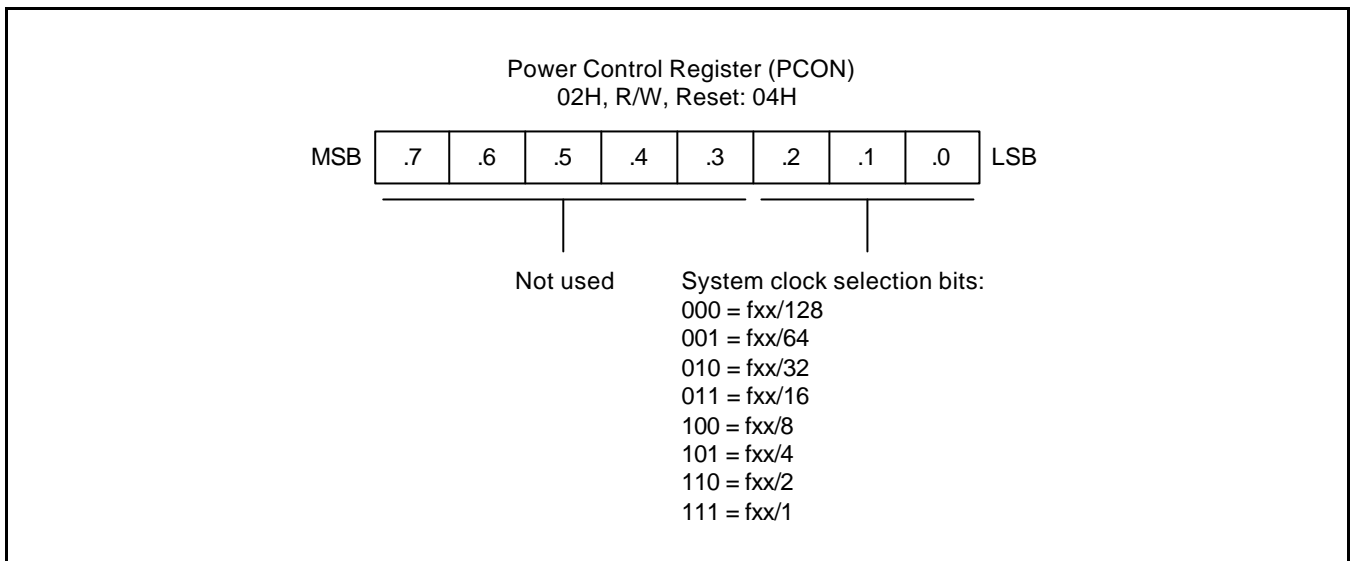 Power Control Register (PCON)
02H, R/W, Reset: 04H
MSB .7 .6 .5 .4 .3 .2 .1 .0 LSB
Not used
System clock selection bits:
000 = fxx/128
001 = fxx/64
010 = fxx/32
011 = fxx/16
100 = fxx/8
101 = fxx/4
110 = fxx/2
111 = fxx/1